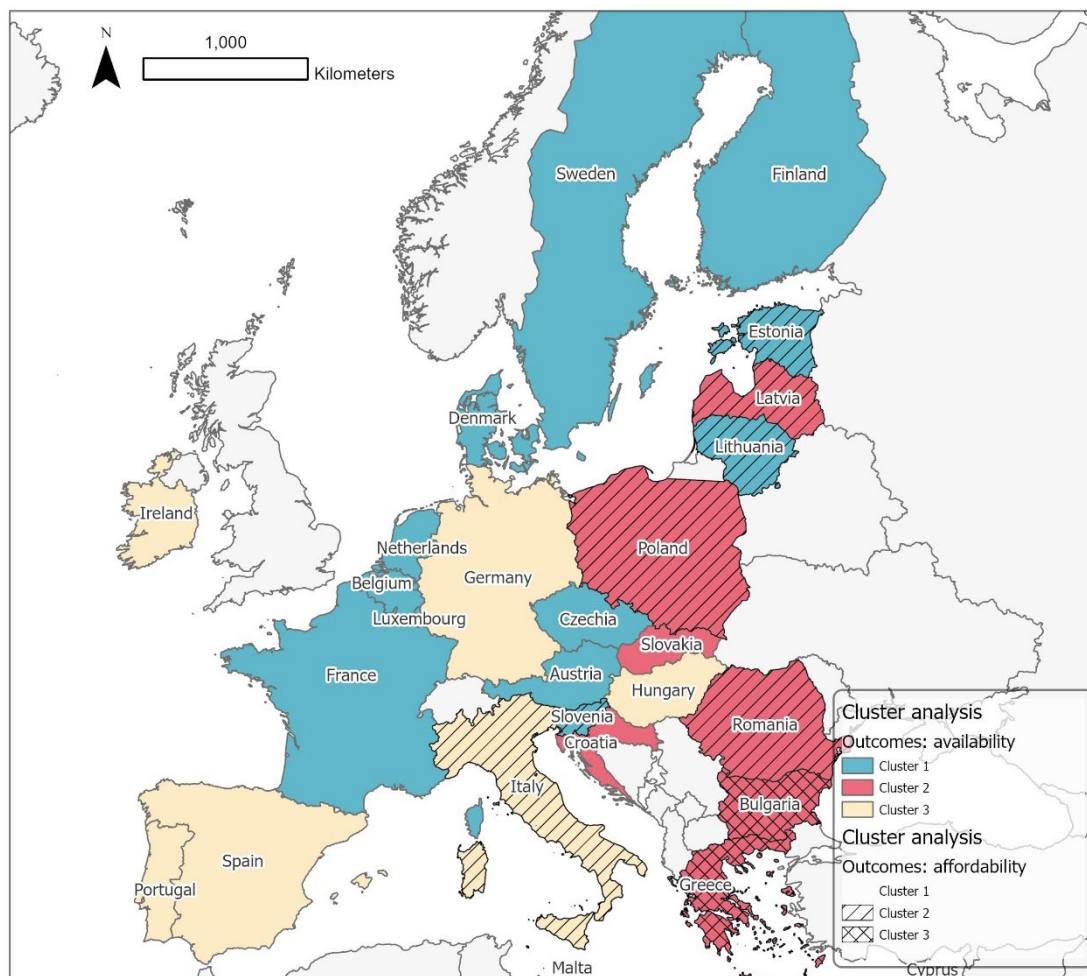 N
1,000
Kilometers
Sweden
Finland
Estonia
Latvia
Denmark
Lithuania
Ireland
Netherlands
Poland
Belgium
Germany
Luxembourg
Czechia
Slovakia
France
Austria
Hungary
Slovenia
Romania
Croatia
Italy
Bulgaria
Spain
Portugal
Greece
Malta
Cyprus
Cluster analysis
Outcomes: availability
Cluster 1
Cluster 2
Cluster 3
Cluster analysis
Outcomes: affordability
Cluster 1
Cluster 2
Cluster 3